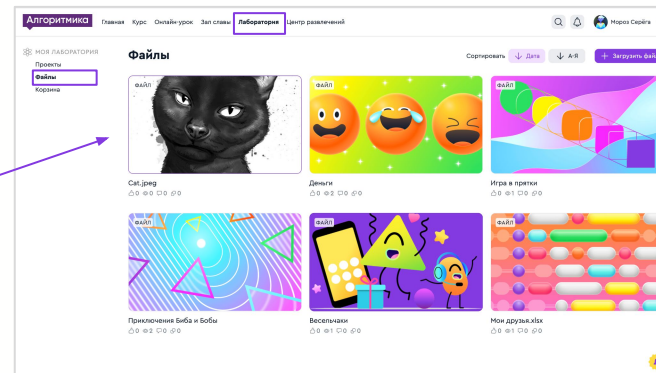 Алгоритмика Главная Курс Онлайн-урок Зал славы Лаборатория Центр развлечений Мороз Серёга
МОЯ ЛАБОРАТОРИЯ
Проекты
Файлы
Корзина
Файлы
Сортировать Дата А-Я + Загрузить файл
ФАЙЛ ФАЙЛ ФАЙЛ
Cat.jpeg Деньги Игра в прятки
0 0 0 0 0 2 0 0 0 1 0 0
ФАЙЛ ФАЙЛ ФАЙЛ
Приключения Биба и Бобы Весельчаки Мои друзья.xlsx
0 2 0 0 0 1 0 0 0 1 0 0